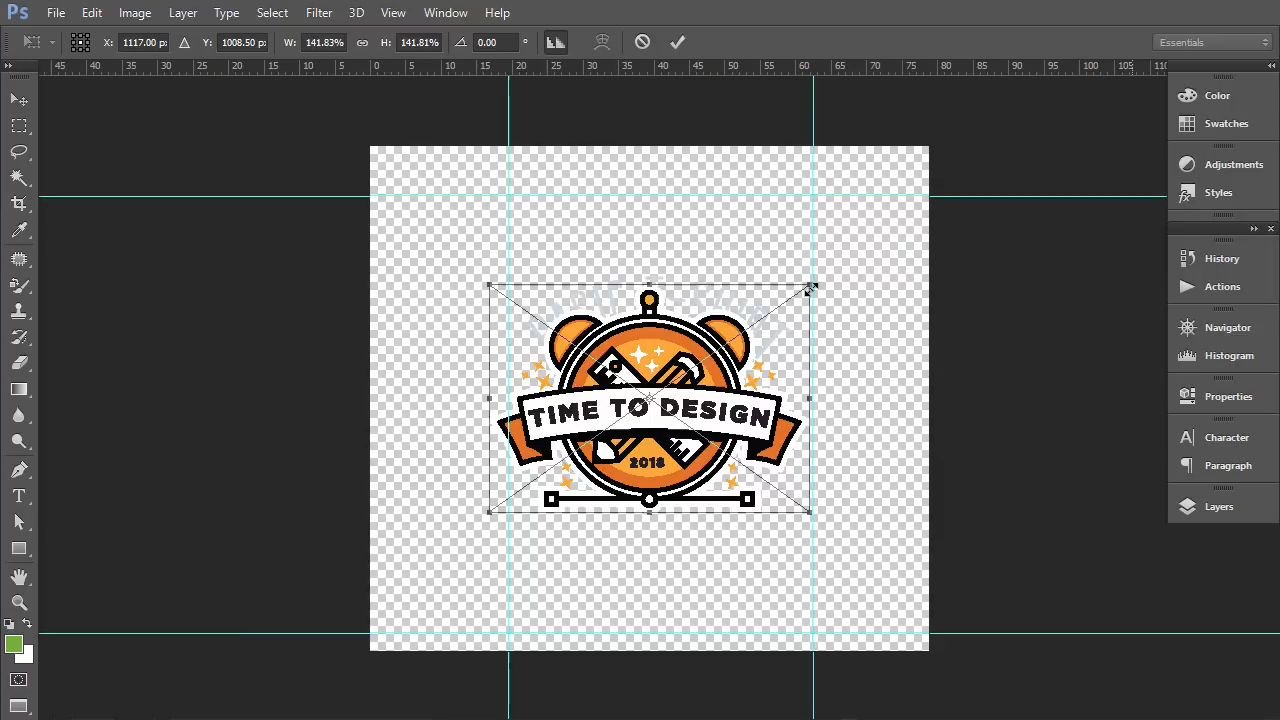 Ps File Edit Image Layer Type Select Filter 3D View Window Help
X: 1117.00 px Y: 1008.50 px W: 141.83% H: 141.81% 0.00 ° Essentials
45 40 35 30 25 20 15 10 5 0 5 10 15 20 25 30 35 40 45 50 55 60 65 70 75 80 85 90 95 100 105 110
Color
Swatches
Adjustments
Styles
History
Actions
Navigator
Histogram
Properties
Character
Paragraph
Layers
TIME TO DESIGN
2018